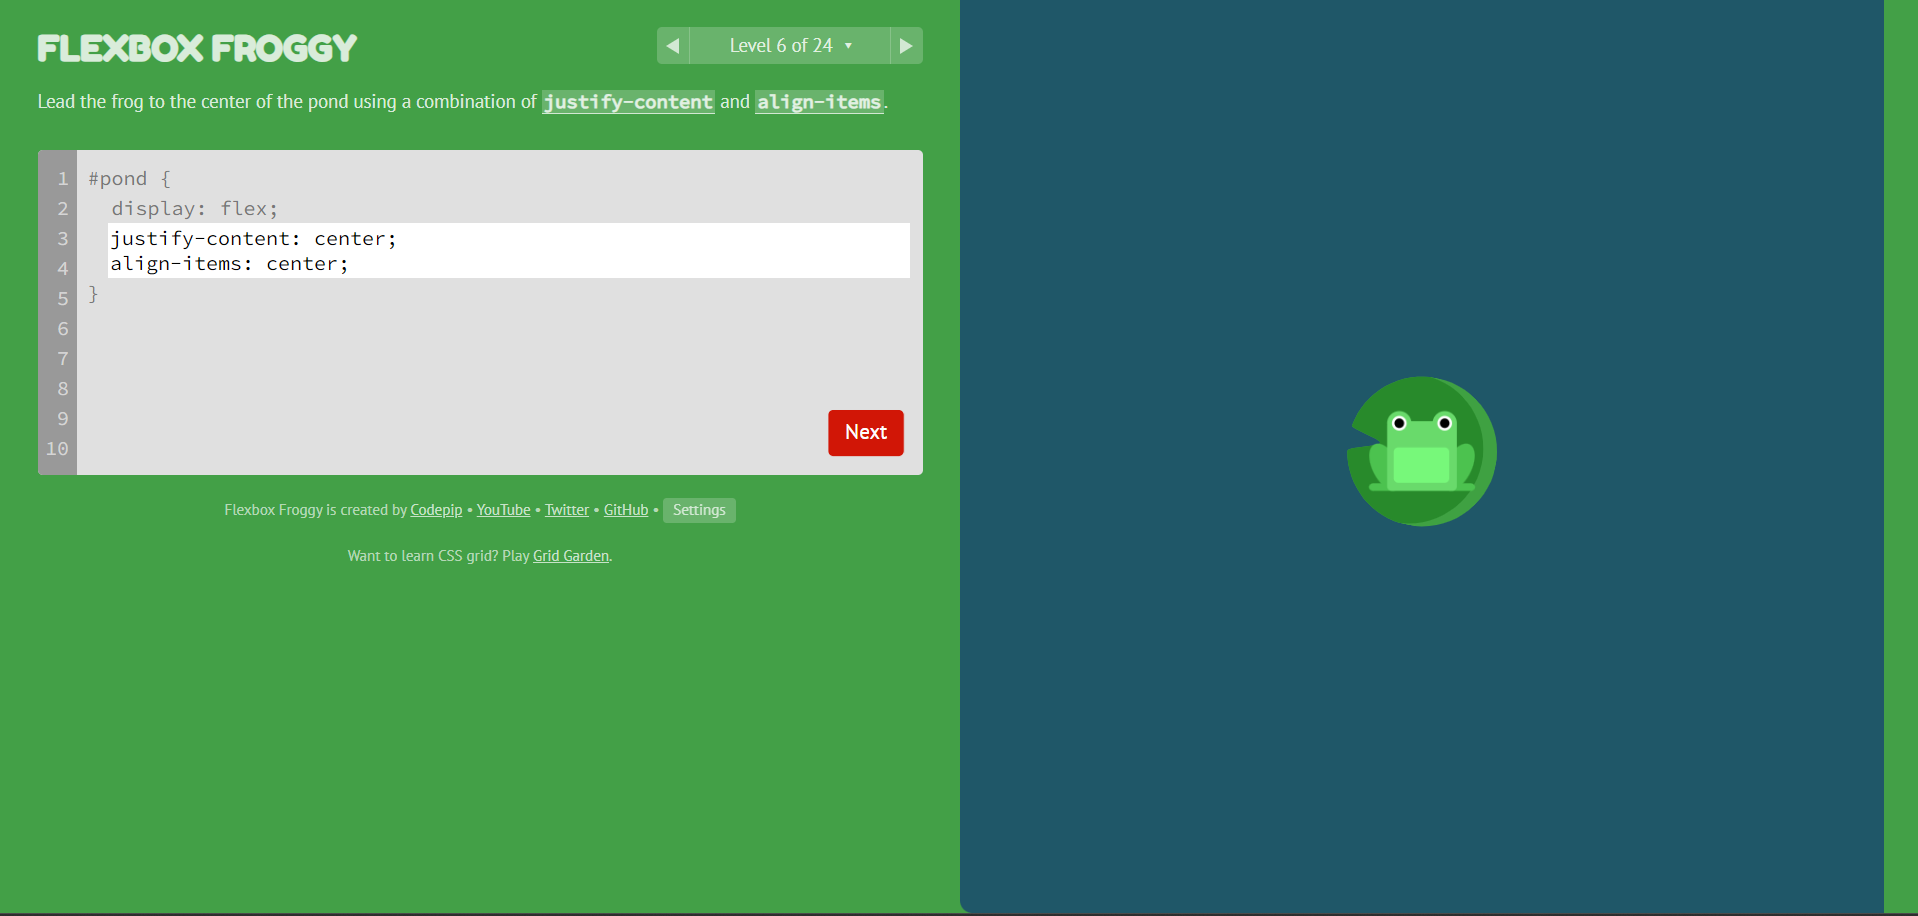 FLEXBOX FROGGY
Level 6 of 24 ▼
Lead the frog to the center of the pond using a combination of justify-content and align-items.
1 #pond {
2 display: flex;
3 justify-content: center;
4 align-items: center;
5 }
6
7
8
9
10
Next
Flexbox Froggy is created by Codepip • YouTube • Twitter • GitHub • Settings
Want to learn CSS grid? Play Grid Garden.